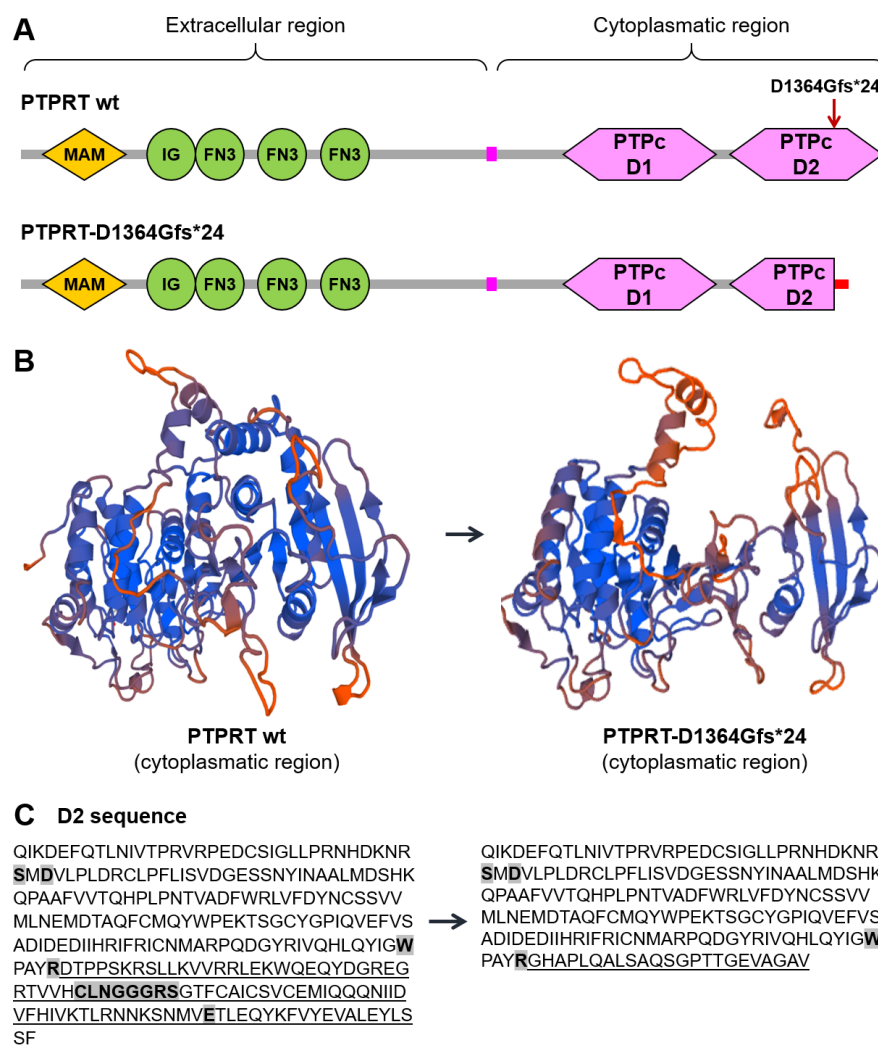 A
Extracellular region
Cytoplasmatic region
D1364Gfs*24
PTPRT wt
MAM
IG
FN3
FN3
FN3
PTPc
D1
PTPc
D2
PTPRT-D1364Gfs*24
MAM
IG
FN3
FN3
FN3
PTPc
D1
PTPc
D2
B
PTPRT wt
(cytoplasmatic region)
PTPRT-D1364Gfs*24
(cytoplasmatic region)
C D2 sequence
QIKDEFQTLNIVTPRVRPEDCSIGLLPRNHDKNR
SMDVLPLDRCLPFLISVDGESSNYINAALMDSHK
QPAAFVVTQHPLPNTVADFWRLVFDYNCSSVV
MLNEMDTAQFCMQYWPEKTSGCYGPIQVEFVS
ADIDEDIIHRIFRICNMARPQDGYRIVQHLQYIGW
PAYRDTPPSKRSLLKVVRRLEKWQEQYDGREG
RTVVHCLNGGGRSGTFCAICSVCEMIQQQNIID
VFHIVKTLRNNKSNMVETLEQYKFVYEVALEYLS
SF
QIKDEFQTLNIVTPRVRPEDCSIGLLPRNHDKNR
SMDVLPLDRCLPFLISVDGESSNYINAALMDSHK
QPAAFVVTQHPLPNTVADFWRLVFDYNCSSVV
MLNEMDTAQFCMQYWPEKTSGCYGPIQVEFVS
ADIDEDIIHRIFRICNMARPQDGYRIVQHLQYIGW
PAYRGHAPLQALSAQSGPTTGEVAGAV